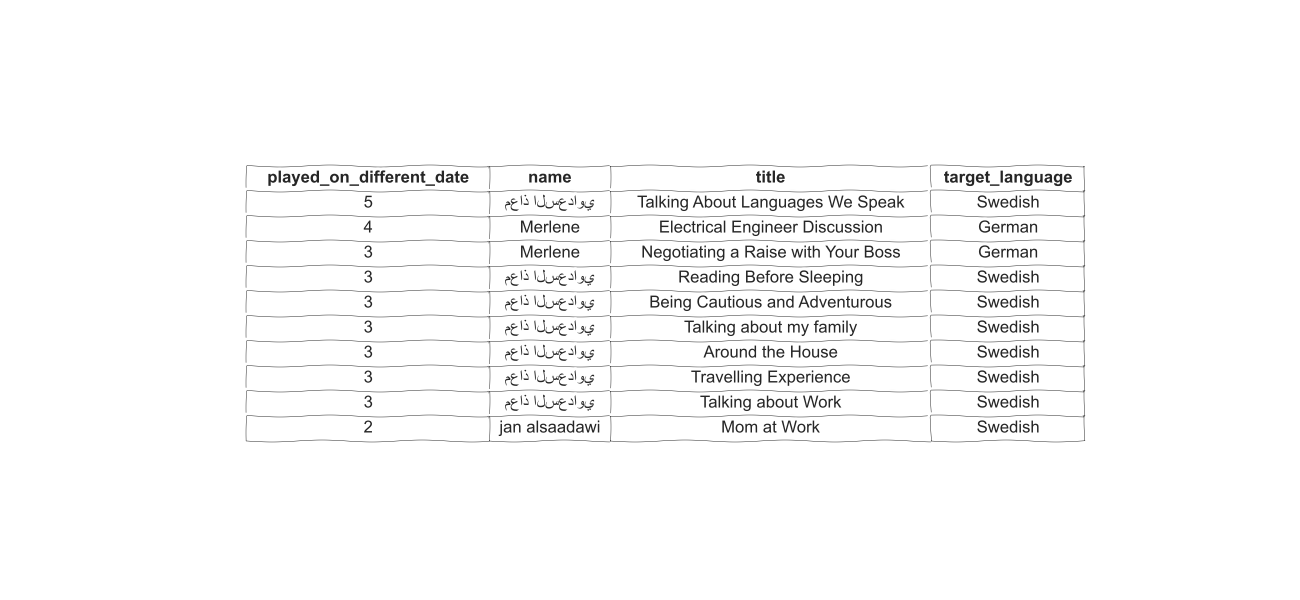 played_on_different_date name title target_language
5 معاذ السعداوي Talking About Languages We Speak Swedish
4 Merlene Electrical Engineer Discussion German
3 Merlene Negotiating a Raise with Your Boss German
3 معاذ السعداوي Reading Before Sleeping Swedish
3 معاذ السعداوي Being Cautious and Adventurous Swedish
3 معاذ السعداوي Talking about my family Swedish
3 معاذ السعداوي Around the House Swedish
3 معاذ السعداوي Travelling Experience Swedish
3 معاذ السعداوي Talking about Work Swedish
2 jan alsaadawi Mom at Work Swedish